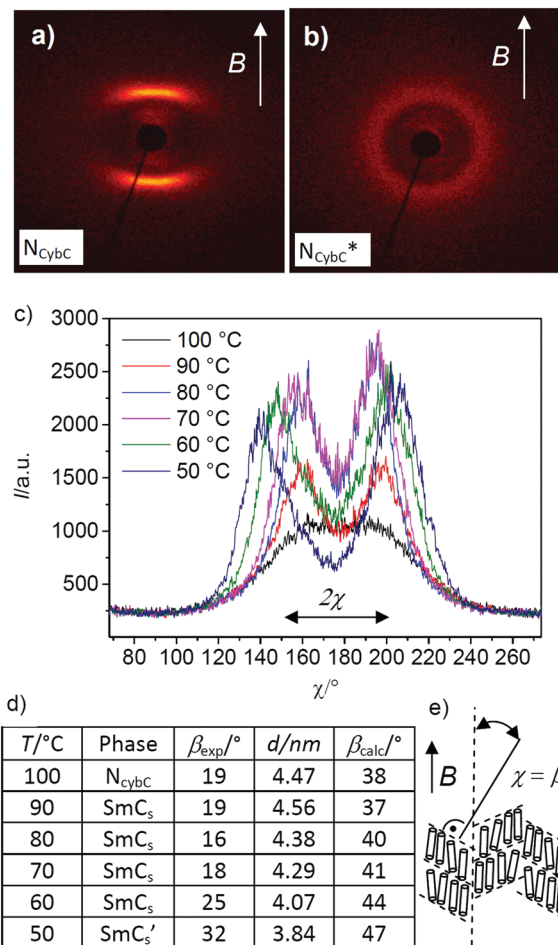 a)
B
N_CybC
b)
B
N_CybC*
c)
3000
2500
2000
1500
1000
500
I/a.u.
100 °C
90 °C
80 °C
70 °C
60 °C
50 °C
2χ
80 100 120 140 160 180 200 220 240 260
χ/°
d)
T/°C Phase β_exp/° d/nm β_calc/°
100 N_cybC 19 4.47 38
90 SmC_s 19 4.56 37
80 SmC_s 16 4.38 40
70 SmC_s 18 4.29 41
60 SmC_s 25 4.07 44
50 SmC_s' 32 3.84 47
e)
B
χ = β